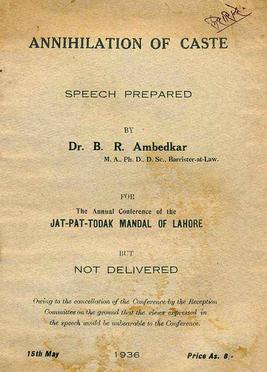 ANNIHILATION OF CASTE
SPEECH PREPARED
BY
Dr. B. R. Ambedkar
M. A., Ph. D., D. Sc., Barrister-at-Law.
FOR
The Annual Conference of the
JAT-PAT-TODAK MANDAL OF LAHORE
BUT
NOT DELIVERED
Owing to the cancellation of the Conference by the Reception
Committee on the ground that the views expressed in
the speech would be unbearable to the Conference.
15th May 1936 Price As. 8/-